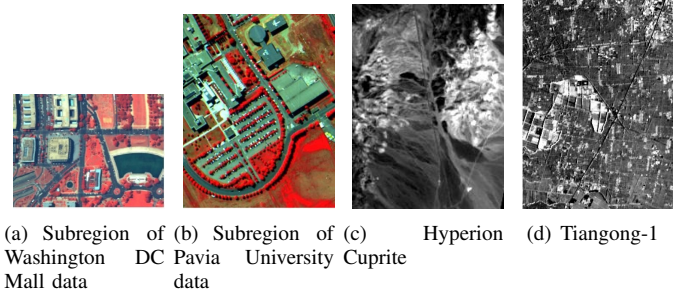 (a) Subregion of Washington DC Mall data
(b) Subregion of Pavia University data
(c) Hyperion Cuprite
(d) Tiangong-1